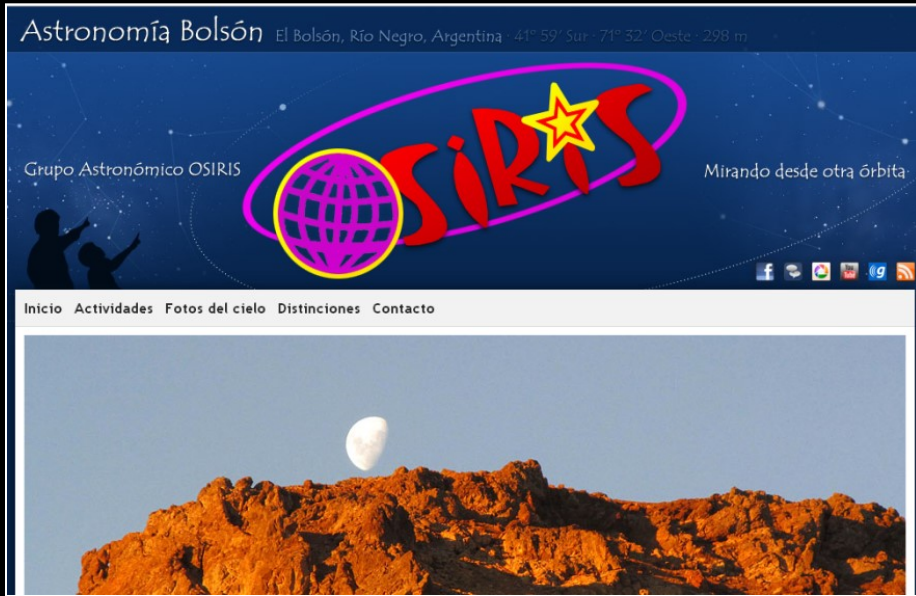 Astronomía Bolsón El Bolsón, Río Negro, Argentina · 41° 59' Sur · 71° 32' Oeste · 298 m
OSiRiS
Grupo Astronómico OSIRIS
Mirando desde otra órbita
Inicio Actividades Fotos del cielo Distinciones Contacto